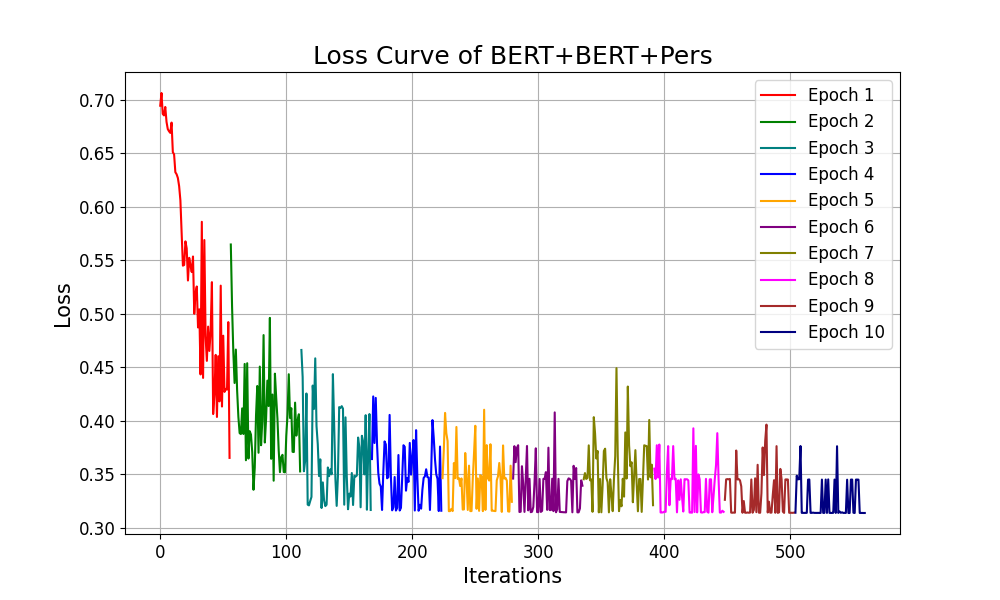 Loss Curve of BERT+BERT+Pers
Loss
0.70
0.65
0.60
0.55
0.50
0.45
0.40
0.35
0.30
0
100
200
300
400
500
Iterations
Epoch 1
Epoch 2
Epoch 3
Epoch 4
Epoch 5
Epoch 6
Epoch 7
Epoch 8
Epoch 9
Epoch 10